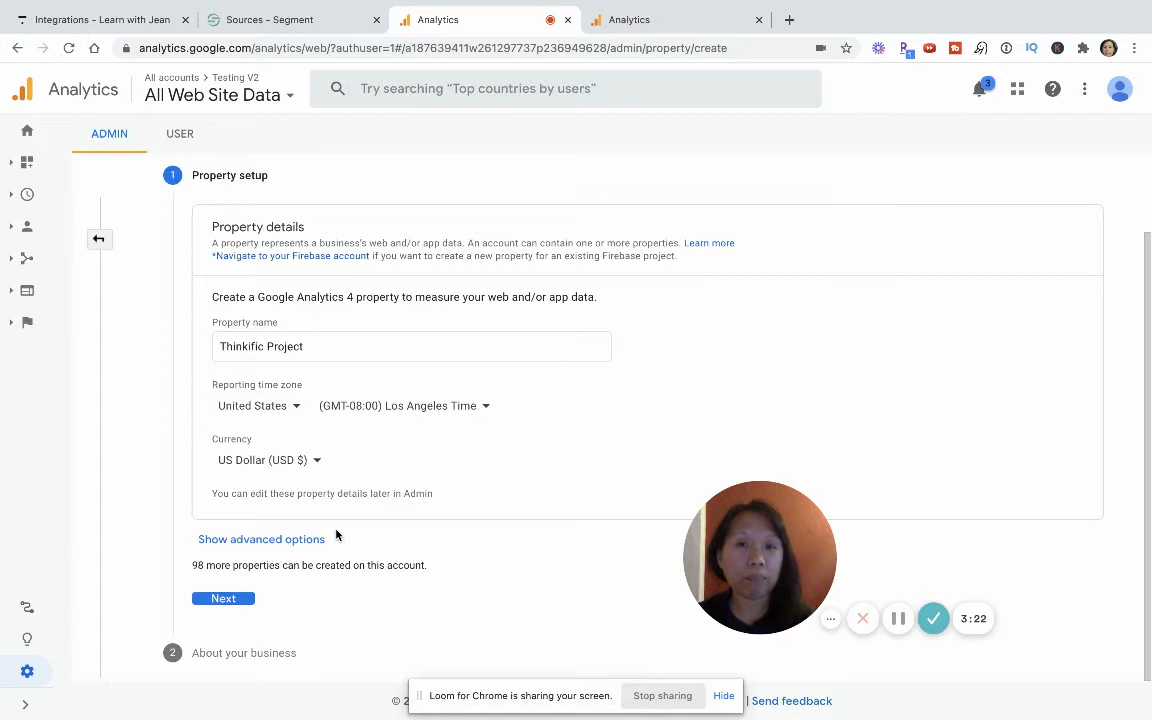 Integrations - Learn with Jean
Sources - Segment
Analytics
Analytics
analytics.google.com/analytics/web/?authuser=1#/a187639411w261297737p236949628/admin/property/create
1
IQ
K
Analytics
All accounts > Testing V2
All Web Site Data
Try searching "Top countries by users"
3
ADMIN
USER
1
Property setup
Property details
A property represents a business's web and/or app data. An account can contain one or more properties. Learn more
*Navigate to your Firebase account if you want to create a new property for an existing Firebase project.
Create a Google Analytics 4 property to measure your web and/or app data.
Property name
Thinkific Project
Reporting time zone
United States
(GMT-08:00) Los Angeles Time
Currency
US Dollar (USD $)
You can edit these property details later in Admin
Show advanced options
98 more properties can be created on this account.
Next
3:22
2
About your business
Loom for Chrome is sharing your screen.
Stop sharing
Hide
© 2
| Send feedback